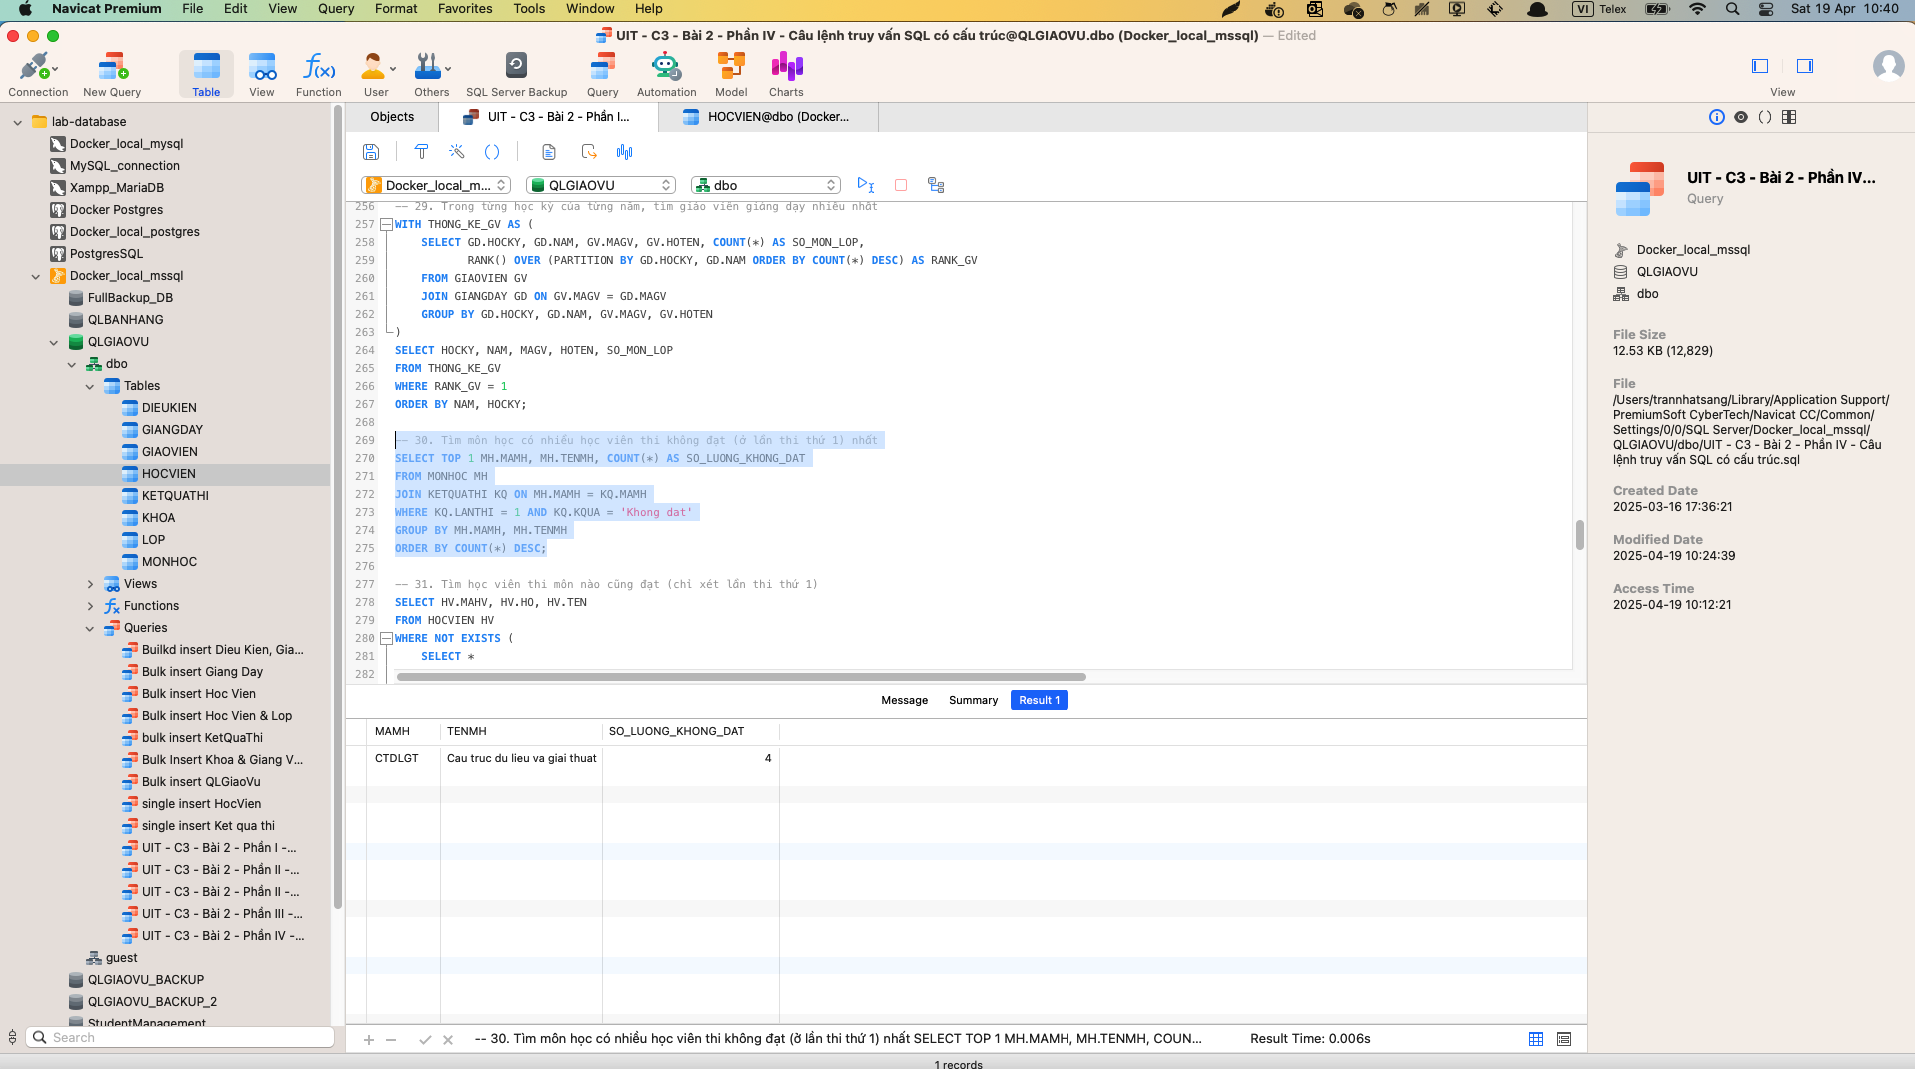 Navicat Premium File Edit View Query Format Favorites Tools Window Help VI Telex Sat 19 Apr 10:40
UIT - C3 - Bài 2 - Phần IV - Câu lệnh truy vấn SQL có cấu trúc@QLGIAOVU.dbo (Docker_local_mssql) — Edited
Connection New Query Table View Function User Others SQL Server Backup Query Automation Model Charts View
lab-database
Docker_local_mysql
MySQL_connection
Xampp_MariaDB
Docker Postgres
Docker_local_postgres
PostgresSQL
Docker_local_mssql
FullBackup_DB
QLBANHANG
QLGIAOVU
dbo
Tables
DIEUKIEN
GIANGDAY
GIAOVIEN
HOCVIEN
KETQUATHI
KHOA
LOP
MONHOC
Views
Functions
Queries
Builkd insert Dieu Kien, Gia...
Bulk insert Giang Day
Bulk insert Hoc Vien
Bulk insert Hoc Vien & Lop
bulk insert KetQuaThi
Bulk Insert Khoa & Giang V...
Bulk insert QLGiaoVu
single insert HocVien
single insert Ket qua thi
UIT - C3 - Bài 2 - Phần I -...
UIT - C3 - Bài 2 - Phần II -...
UIT - C3 - Bài 2 - Phần II -...
UIT - C3 - Bài 2 - Phần III -...
UIT - C3 - Bài 2 - Phần IV -...
guest
QLGIAOVU_BACKUP
QLGIAOVU_BACKUP_2
StudentManagement
Search
Objects UIT - C3 - Bài 2 - Phần I... HOCVIEN@dbo (Docker...
Docker_local_m... QLGIAOVU dbo
256 -- 29. Trong từng học kỳ của từng năm, tìm giáo viên giảng dạy nhiều nhất
257 WITH THONG_KE_GV AS (
258 SELECT GD.HOCKY, GD.NAM, GV.MAGV, GV.HOTEN, COUNT(*) AS SO_MON_LOP,
259 RANK() OVER (PARTITION BY GD.HOCKY, GD.NAM ORDER BY COUNT(*) DESC) AS RANK_GV
260 FROM GIAOVIEN GV
261 JOIN GIANGDAY GD ON GV.MAGV = GD.MAGV
262 GROUP BY GD.HOCKY, GD.NAM, GV.MAGV, GV.HOTEN
263 )
264 SELECT HOCKY, NAM, MAGV, HOTEN, SO_MON_LOP
265 FROM THONG_KE_GV
266 WHERE RANK_GV = 1
267 ORDER BY NAM, HOCKY;
268
269 -- 30. Tìm môn học có nhiều học viên thi không đạt (ở lần thi thứ 1) nhất
270 SELECT TOP 1 MH.MAMH, MH.TENMH, COUNT(*) AS SO_LUONG_KHONG_DAT
271 FROM MONHOC MH
272 JOIN KETQUATHI KQ ON MH.MAMH = KQ.MAMH
273 WHERE KQ.LANTHI = 1 AND KQ.KQUA = 'Khong dat'
274 GROUP BY MH.MAMH, MH.TENMH
275 ORDER BY COUNT(*) DESC;
276
277 -- 31. Tìm học viên thi môn nào cũng đạt (chỉ xét lần thi thứ 1)
278 SELECT HV.MAHV, HV.HO, HV.TEN
279 FROM HOCVIEN HV
280 WHERE NOT EXISTS (
281 SELECT *
282
Message Summary Result 1
MAMH TENMH SO_LUONG_KHONG_DAT
CTDLGT Cau truc du lieu va giai thuat 4
-- 30. Tìm môn học có nhiều học viên thi không đạt (ở lần thi thứ 1) nhất SELECT TOP 1 MH.MAMH, MH.TENMH, COUN... Result Time: 0.006s
1 records
UIT - C3 - Bài 2 - Phần IV...
Query
Docker_local_mssql
QLGIAOVU
dbo
File Size
12.53 KB (12,829)
File
/Users/trannhatsang/Library/Application Support/
PremiumSoft CyberTech/Navicat CC/Common/
Settings/0/0/SQL Server/Docker_local_mssql/
QLGIAOVU/dbo/UIT - C3 - Bài 2 - Phần IV - Câu
lệnh truy vấn SQL có cấu trúc.sql
Created Date
2025-03-16 17:36:21
Modified Date
2025-04-19 10:24:39
Access Time
2025-04-19 10:12:21